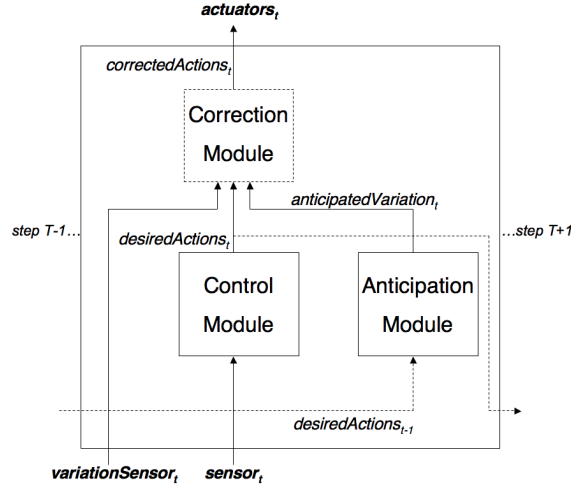 actuators_t
correctedActions_t
Correction
Module
anticipatedVariation_t
step T-1...
desiredActions_t
...step T+1
Control
Module
Anticipation
Module
desiredActions_t-1
variationSensor_t
sensor_t